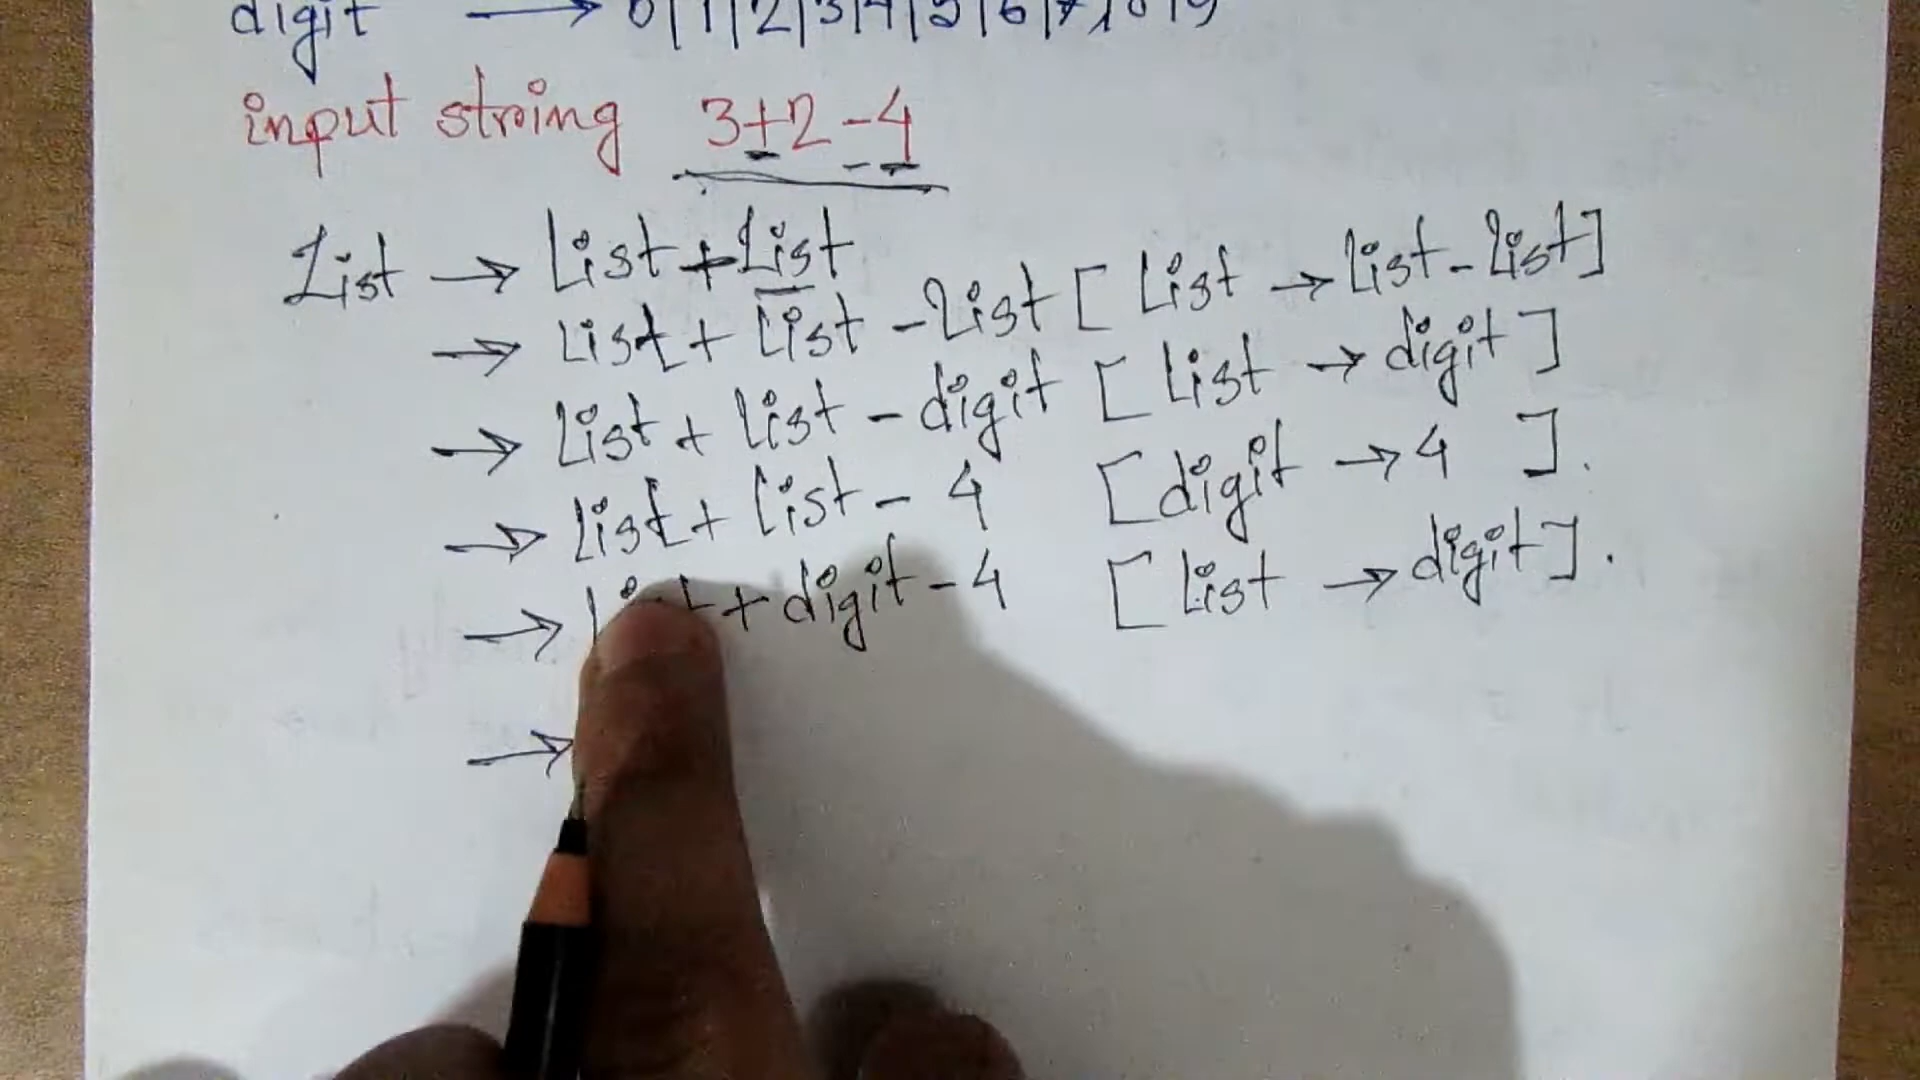 digit → 0|1|2|3|4|5|6|7|8|9
input string 3+2-4
List → List + List
→ List + List - List [ List → List - List ]
→ List + List - digit [ List → digit ]
→ List + List - 4 [ digit → 4 ].
→ List + digit - 4 [ List → digit ].
→